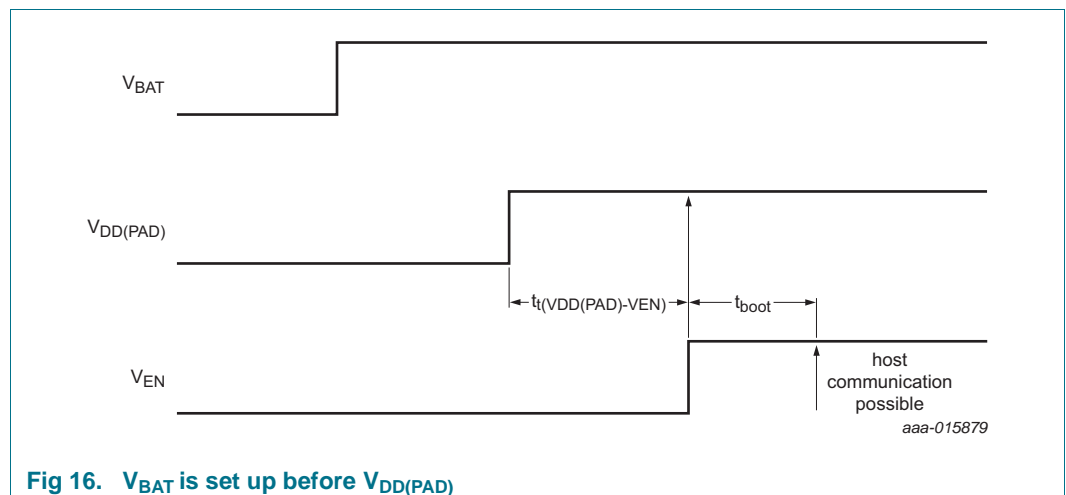 VBAT
VDD(PAD)
tt(VDD(PAD)-VEN)
tboot
VEN
host
communication
possible
aaa-015879
Fig 16. VBAT is set up before VDD(PAD)